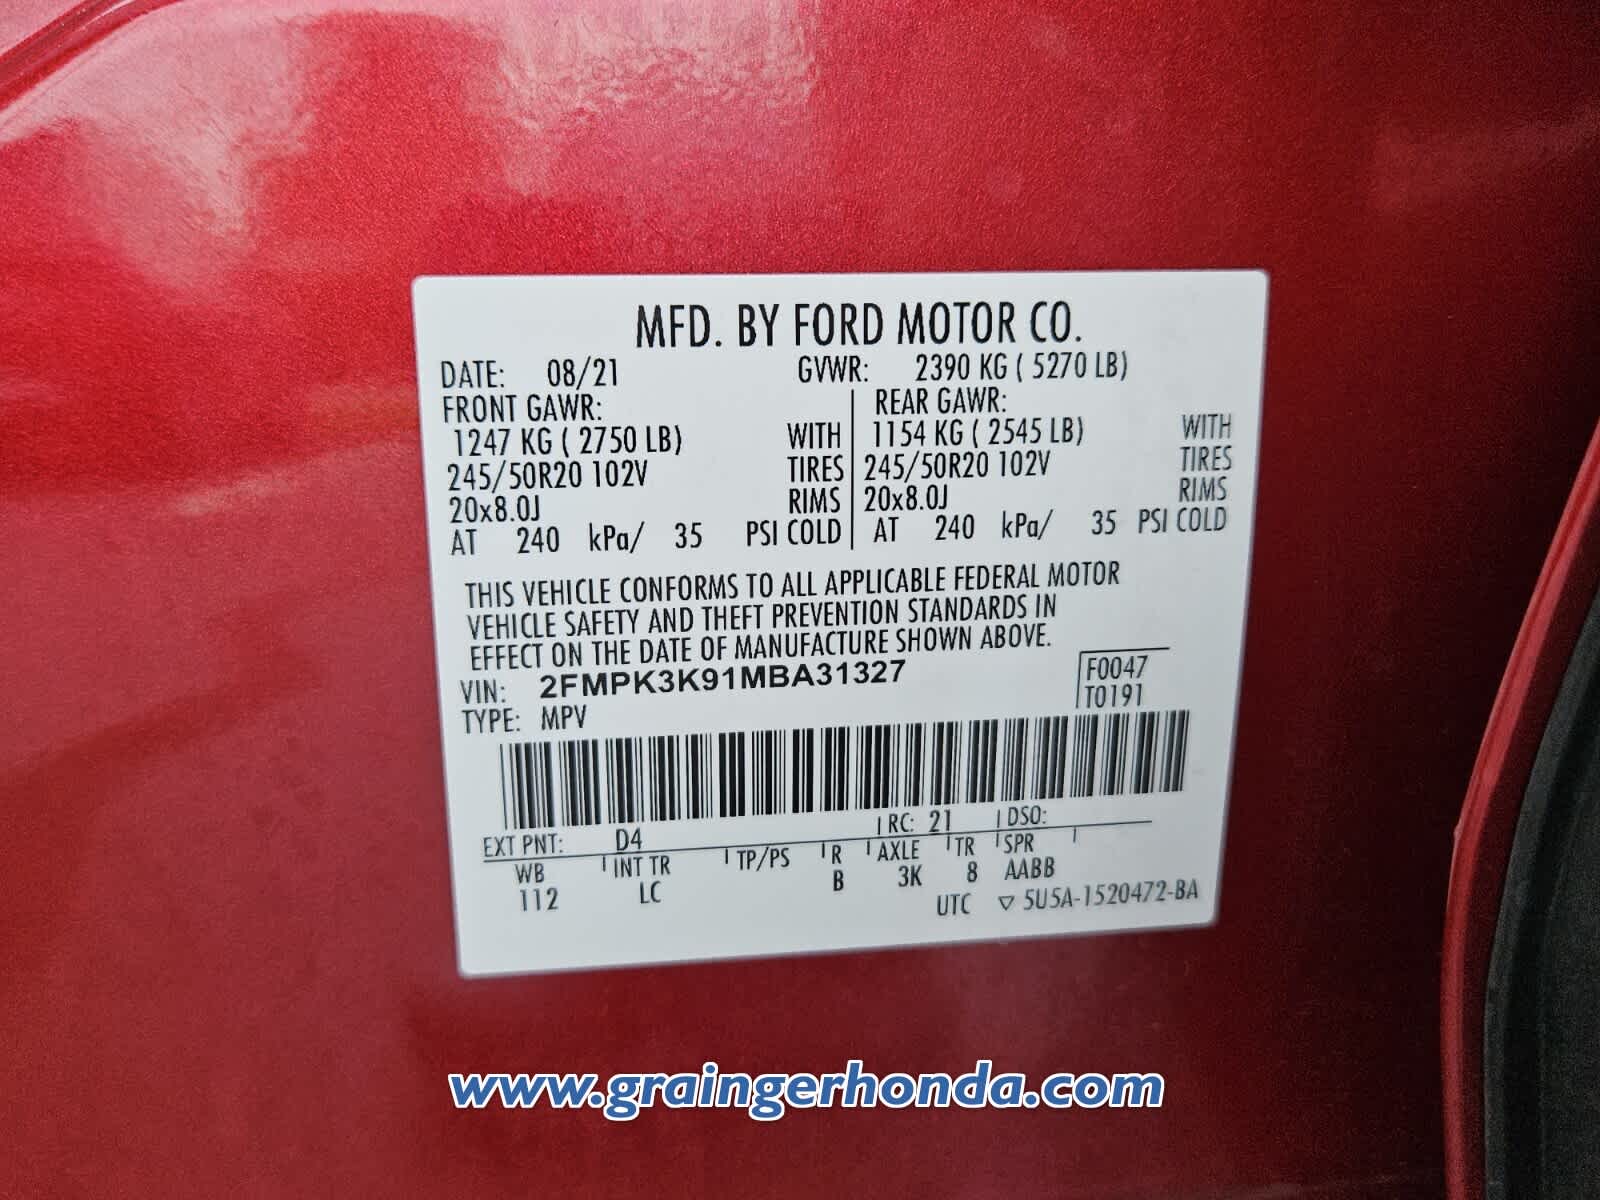 MFD. BY FORD MOTOR CO.
DATE: 08/21 GVWR: 2390 KG ( 5270 LB)
FRONT GAWR: REAR GAWR:
1247 KG ( 2750 LB) WITH 1154 KG ( 2545 LB) WITH
245/50R20 102V TIRES 245/50R20 102V TIRES
20x8.0J RIMS 20x8.0J RIMS
AT 240 kPa/ 35 PSI COLD AT 240 kPa/ 35 PSI COLD
THIS VEHICLE CONFORMS TO ALL APPLICABLE FEDERAL MOTOR
VEHICLE SAFETY AND THEFT PREVENTION STANDARDS IN
EFFECT ON THE DATE OF MANUFACTURE SHOWN ABOVE.
VIN: 2FMPK3K91MBA31327 F0047
TYPE: MPV T0191
EXT PNT: D4 RC: 21 DSO:
WB INT TR TP/PS R AXLE TR SPR
112 LC B 3K 8 AABB
UTC ▽ 5U5A-1520472-BA
www.graingerhonda.com